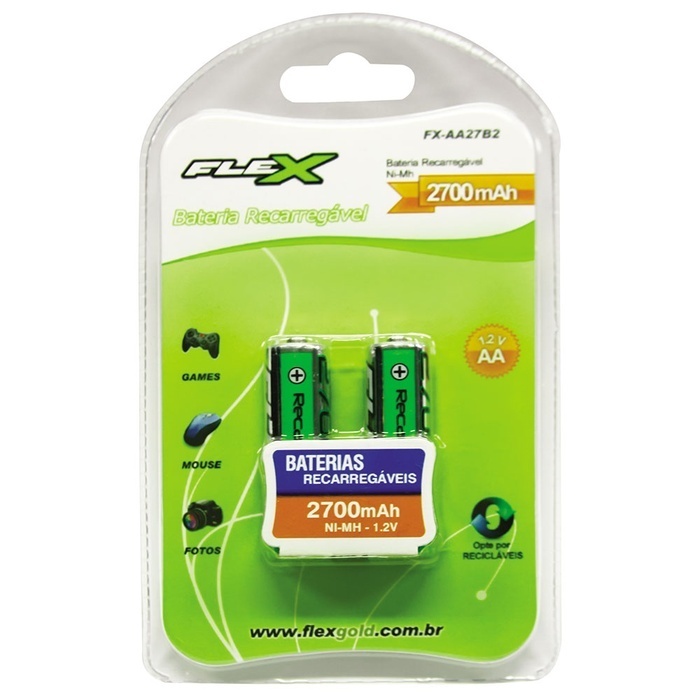 FX-AA27B2
FLEX
Bateria Recarregável
Ni-Mh
2700mAh
Bateria Recarregável
1.2V
AA
GAMES
MOUSE
FOTOS
BATERIAS
RECARREGÁVEIS
2700mAh
NI-MH - 1.2V
Opte por
RECICLÁVEIS
www.flexgold.com.br